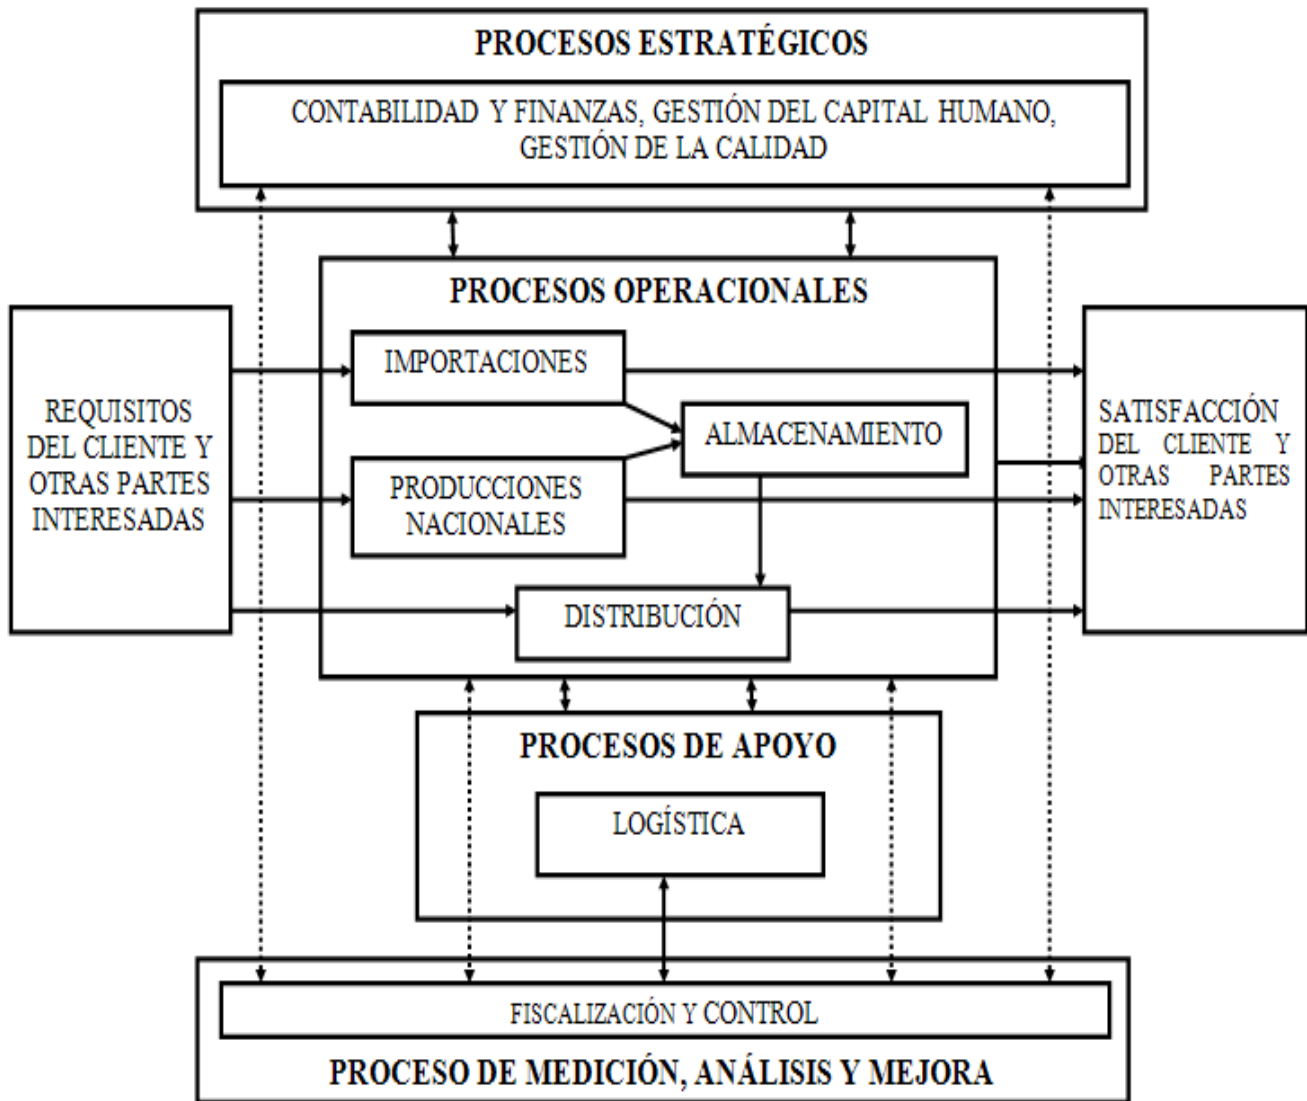 PROCESOS ESTRATÉGICOS
CONTABILIDAD Y FINANZAS, GESTIÓN DEL CAPITAL HUMANO,
GESTIÓN DE LA CALIDAD
PROCESOS OPERACIONALES
REQUISITOS
DEL CLIENTE Y
OTRAS PARTES
INTERESADAS
IMPORTACIONES
ALMACENAMIENTO
PRODUCCIONES
NACIONALES
DISTRIBUCIÓN
SATISFACCIÓN
DEL CLIENTE Y
OTRAS PARTES
INTERESADAS
PROCESOS DE APOYO
LOGÍSTICA
FISCALIZACIÓN Y CONTROL
PROCESO DE MEDICIÓN, ANÁLISIS Y MEJORA